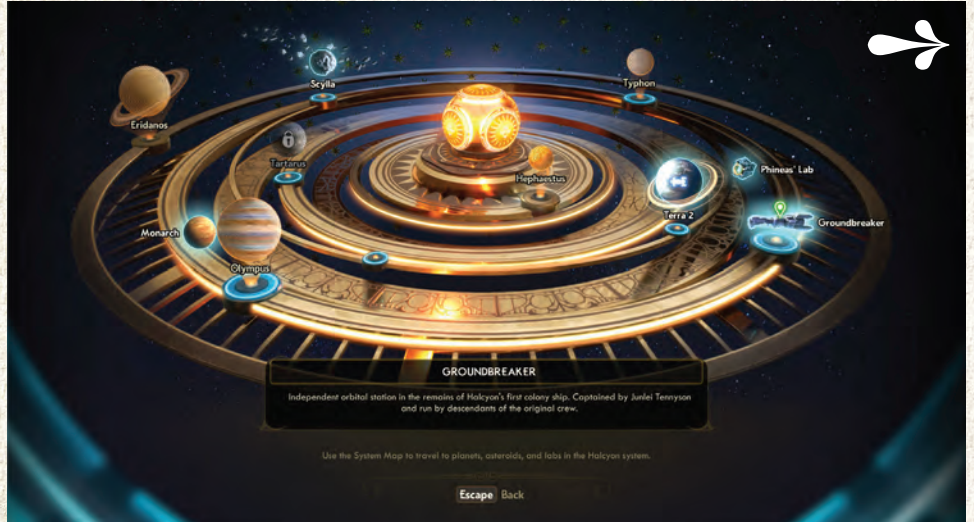 Scylla
Typhon
Eridanos
Tartarus
Hephaestus
Phineas' Lab
Terra 2
Groundbreaker
Monarch
Olympus
GROUNDBREAKER
Independent orbital station in the remains of Halcyon's first colony ship. Captained by Junlei Tennyson
and run by descendants of the original crew.
Use the System Map to travel to planets, asteroids, and labs in the Halcyon system.
Escape Back